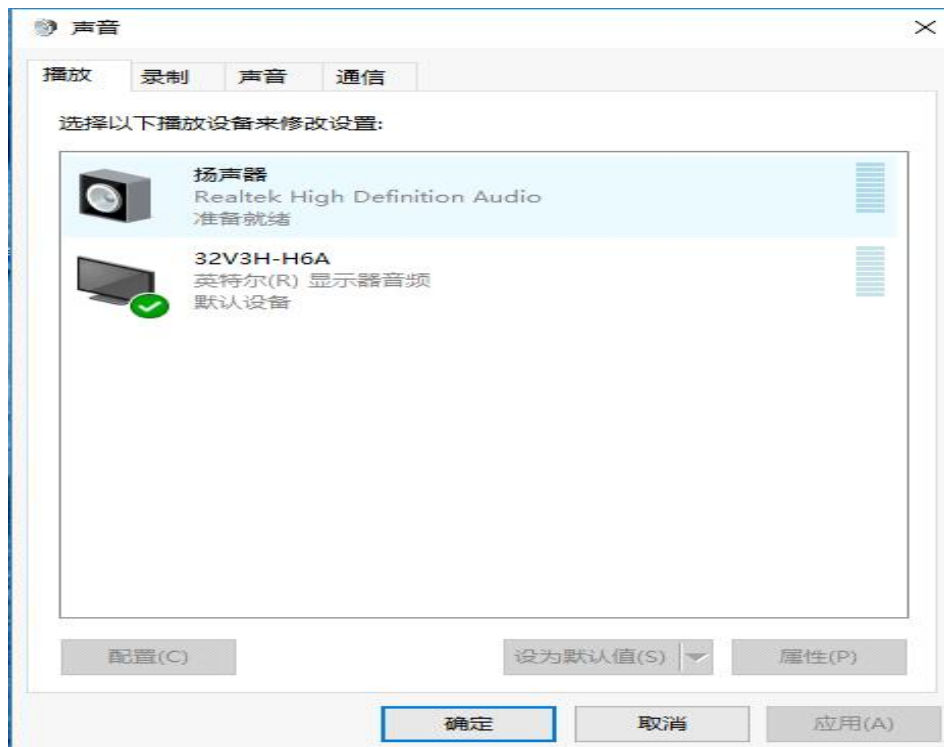 声音
播放 录制 声音 通信
选择以下播放设备来修改设置:
扬声器
Realtek High Definition Audio
准备就绪
32V3H-H6A
英特尔(R) 显示器音频
默认设备
配置(C) 设为默认值(S) 属性(P)
确定 取消 应用(A)